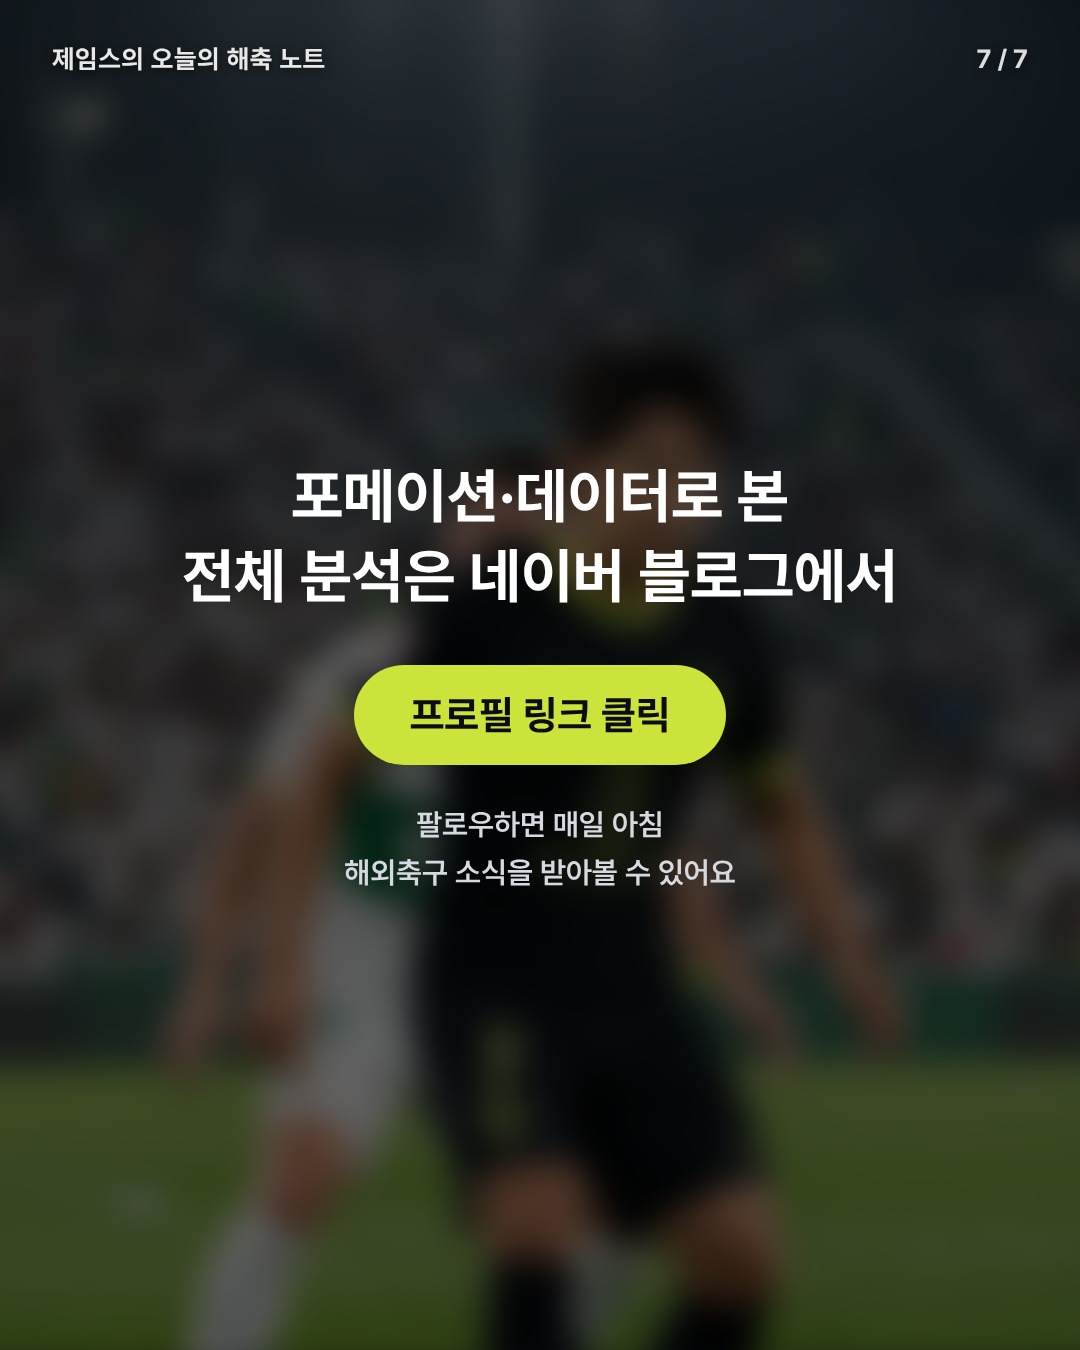 제임스의 오늘의 해축 노트
7 / 7
포메이션·데이터로 본
전체 분석은 네이버 블로그에서
프로필 링크 클릭
팔로우하면 매일 아침
해외축구 소식을 받아볼 수 있어요